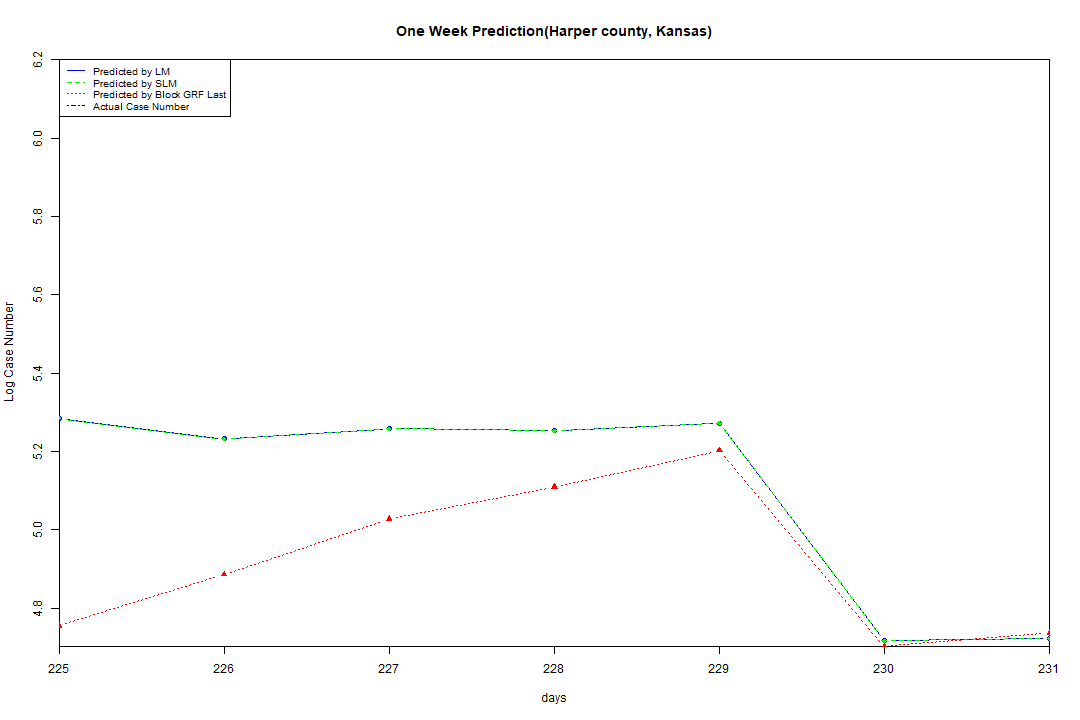 One Week Prediction(Harper county, Kansas)
Predicted by LM
Predicted by SLM
Predicted by Block GRF Last
Actual Case Number
Log Case Number
6.2
6.0
5.8
5.6
5.4
5.2
5.0
4.8
225 226 227 228 229 230 231
days